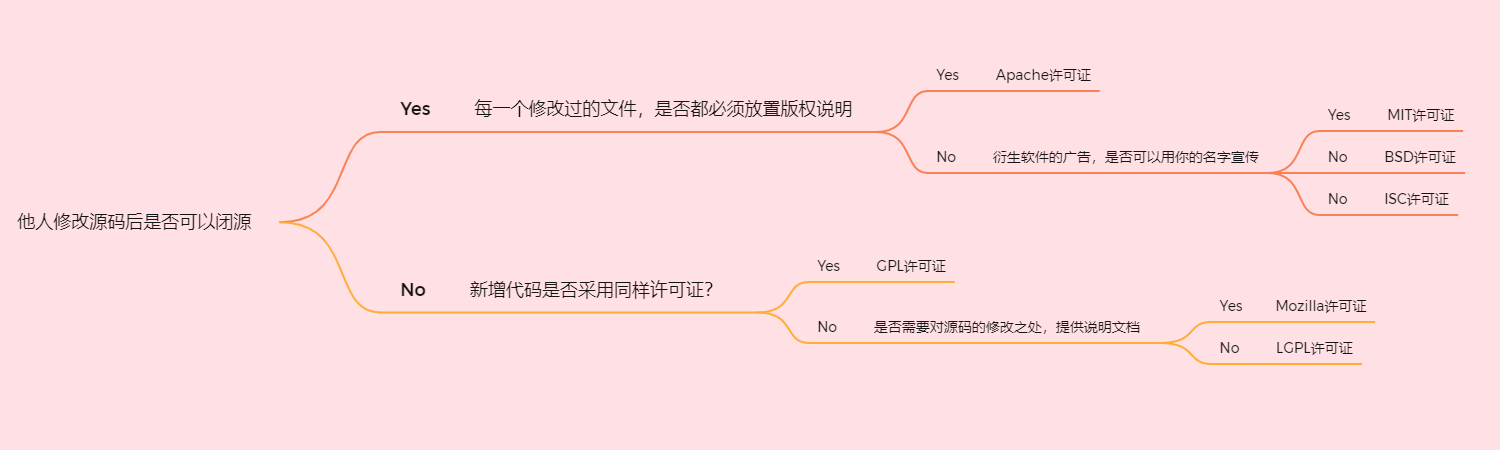 他人修改源码后是否可以闭源
Yes 每一个修改过的文件，是否都必须放置版权说明
Yes Apache许可证
No 衍生软件的广告，是否可以用你的名字宣传
Yes MIT许可证
No BSD许可证
No ISC许可证
No 新增代码是否采用同样许可证？
Yes GPL许可证
No 是否需要对源码的修改之处，提供说明文档
Yes Mozilla许可证
No LGPL许可证